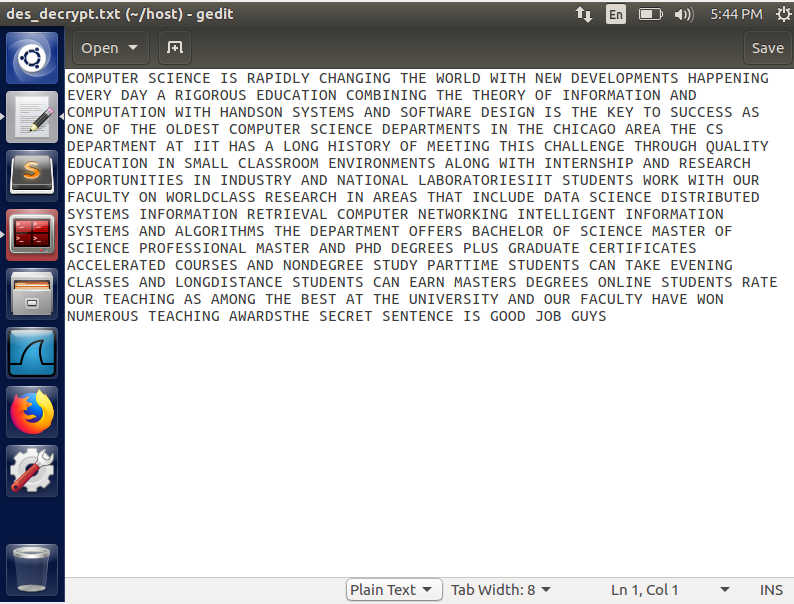 des_decrypt.txt (~/host) - gedit
En
5:44 PM
Open
Save
COMPUTER SCIENCE IS RAPIDLY CHANGING THE WORLD WITH NEW DEVELOPMENTS HAPPENING
EVERY DAY A RIGOROUS EDUCATION COMBINING THE THEORY OF INFORMATION AND
COMPUTATION WITH HANDSON SYSTEMS AND SOFTWARE DESIGN IS THE KEY TO SUCCESS AS
ONE OF THE OLDEST COMPUTER SCIENCE DEPARTMENTS IN THE CHICAGO AREA THE CS
DEPARTMENT AT IIT HAS A LONG HISTORY OF MEETING THIS CHALLENGE THROUGH QUALITY
EDUCATION IN SMALL CLASSROOM ENVIRONMENTS ALONG WITH INTERNSHIP AND RESEARCH
OPPORTUNITIES IN INDUSTRY AND NATIONAL LABORATORIESIIT STUDENTS WORK WITH OUR
FACULTY ON WORLDCLASS RESEARCH IN AREAS THAT INCLUDE DATA SCIENCE DISTRIBUTED
SYSTEMS INFORMATION RETRIEVAL COMPUTER NETWORKING INTELLIGENT INFORMATION
SYSTEMS AND ALGORITHMS THE DEPARTMENT OFFERS BACHELOR OF SCIENCE MASTER OF
SCIENCE PROFESSIONAL MASTER AND PHD DEGREES PLUS GRADUATE CERTIFICATES
ACCELERATED COURSES AND NONDEGREE STUDY PARTTIME STUDENTS CAN TAKE EVENING
CLASSES AND LONGDISTANCE STUDENTS CAN EARN MASTERS DEGREES ONLINE STUDENTS RATE
OUR TEACHING AS AMONG THE BEST AT THE UNIVERSITY AND OUR FACULTY HAVE WON
NUMEROUS TEACHING AWARDSTHE SECRET SENTENCE IS GOOD JOB GUYS
Plain Text
Tab Width: 8
Ln 1, Col 1
INS